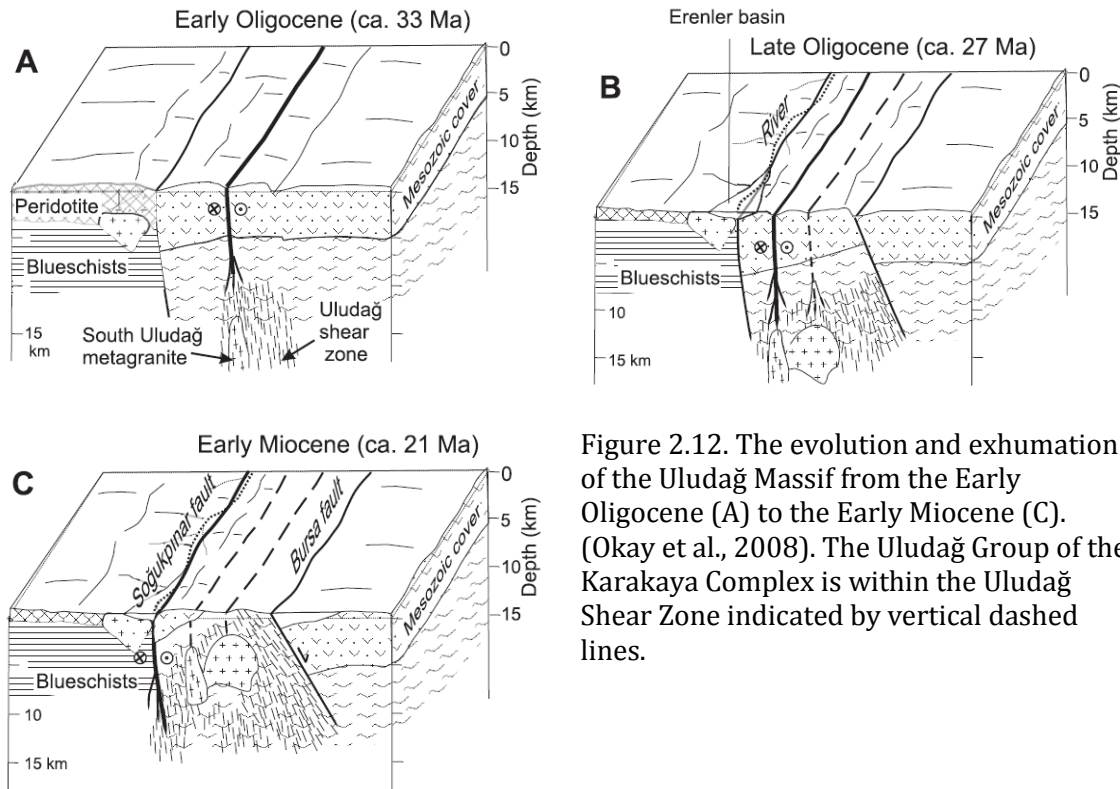 Early Oligocene (ca. 33 Ma)
A
0
5
10
15
Depth (km)
Mesozoic cover
Peridotite
Blueschists
15
km
South Uludağ
metagranite
Uludağ
shear
zone
Erenler basin
Late Oligocene (ca. 27 Ma)
B
River
0
5
10
15
Depth (km)
Mesozoic cover
Blueschists
10
15 km
Early Miocene (ca. 21 Ma)
C
Soğukpınar fault
Bursa fault
0
5
10
15
Depth (km)
Mesozoic cover
Blueschists
10
15 km
Figure 2.12. The evolution and exhumation
of the Uludağ Massif from the Early
Oligocene (A) to the Early Miocene (C).
(Okay et al., 2008). The Uludağ Group of the
Karakaya Complex is within the Uludağ
Shear Zone indicated by vertical dashed
lines.